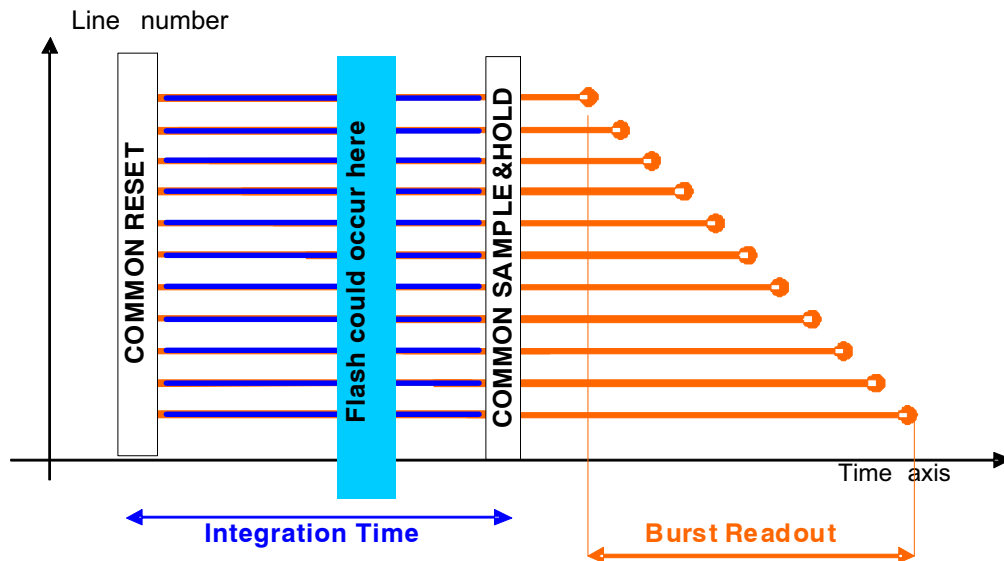 Line number
COMMON RESET
Flash could occur here
COMMON SAMPLE&HOLD
Time axis
Integration Time
Burst Readout